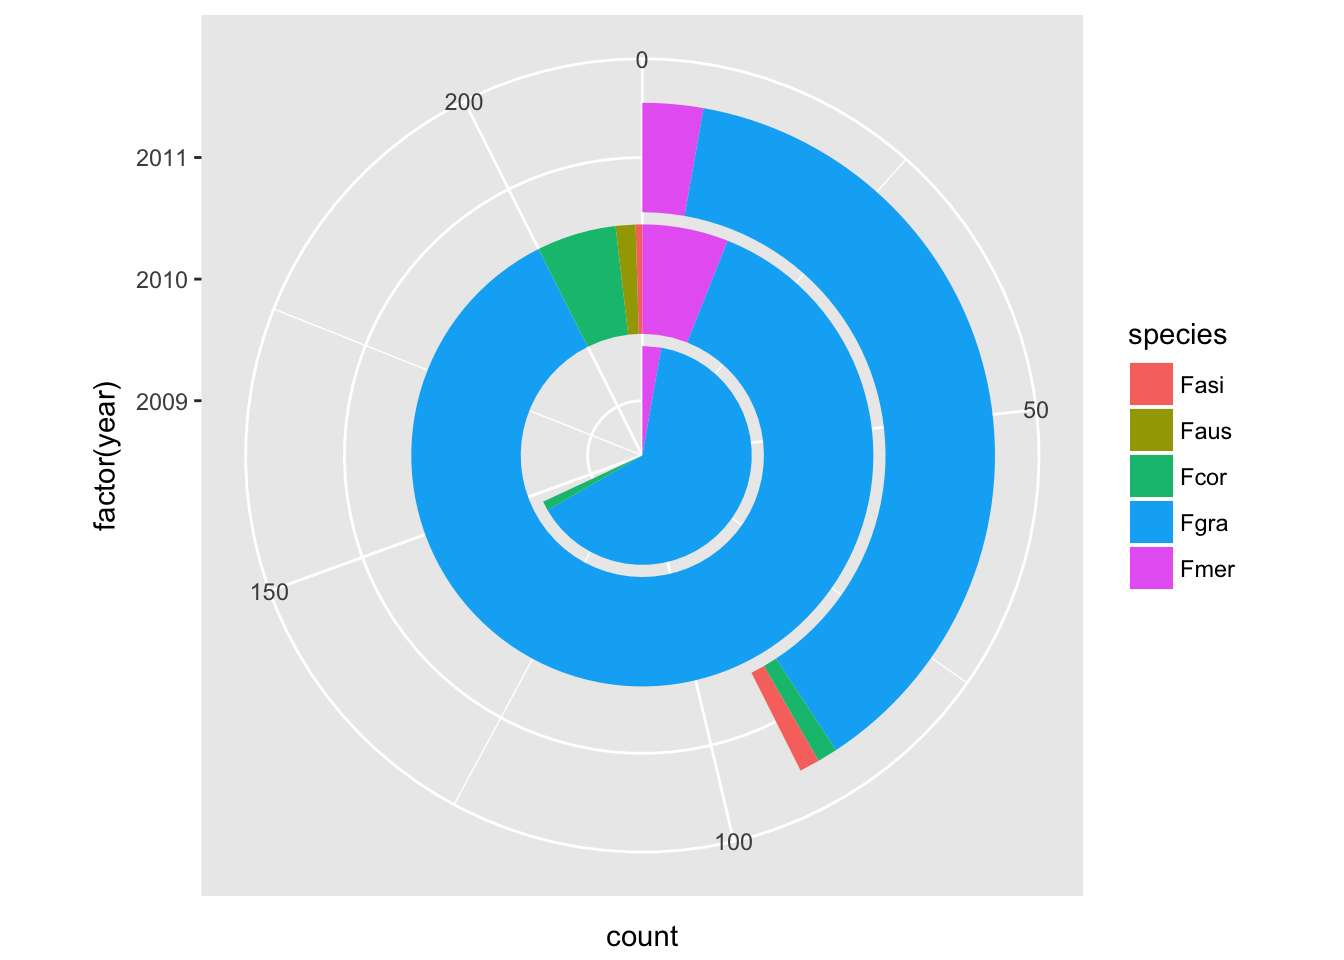 0
200
2011
2010
2009
50
150
100
factor(year)
count
species
Fasi
Faus
Fcor
Fgra
Fmer